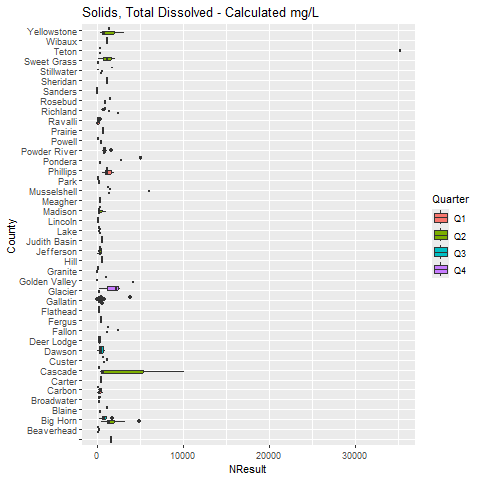 Solids, Total Dissolved - Calculated mg/L
County
Yellowstone
Wibaux
Teton
Sweet Grass
Stillwater
Sheridan
Sanders
Rosebud
Richland
Ravalli
Prairie
Powell
Powder River
Pondera
Phillips
Park
Musselshell
Meagher
Madison
Lincoln
Lake
Judith Basin
Jefferson
Hill
Granite
Golden Valley
Glacier
Gallatin
Flathead
Fergus
Fallon
Deer Lodge
Dawson
Custer
Cascade
Carter
Carbon
Broadwater
Blaine
Big Horn
Beaverhead
0 10000 20000 30000
NResult
Quarter
Q1
Q2
Q3
Q4